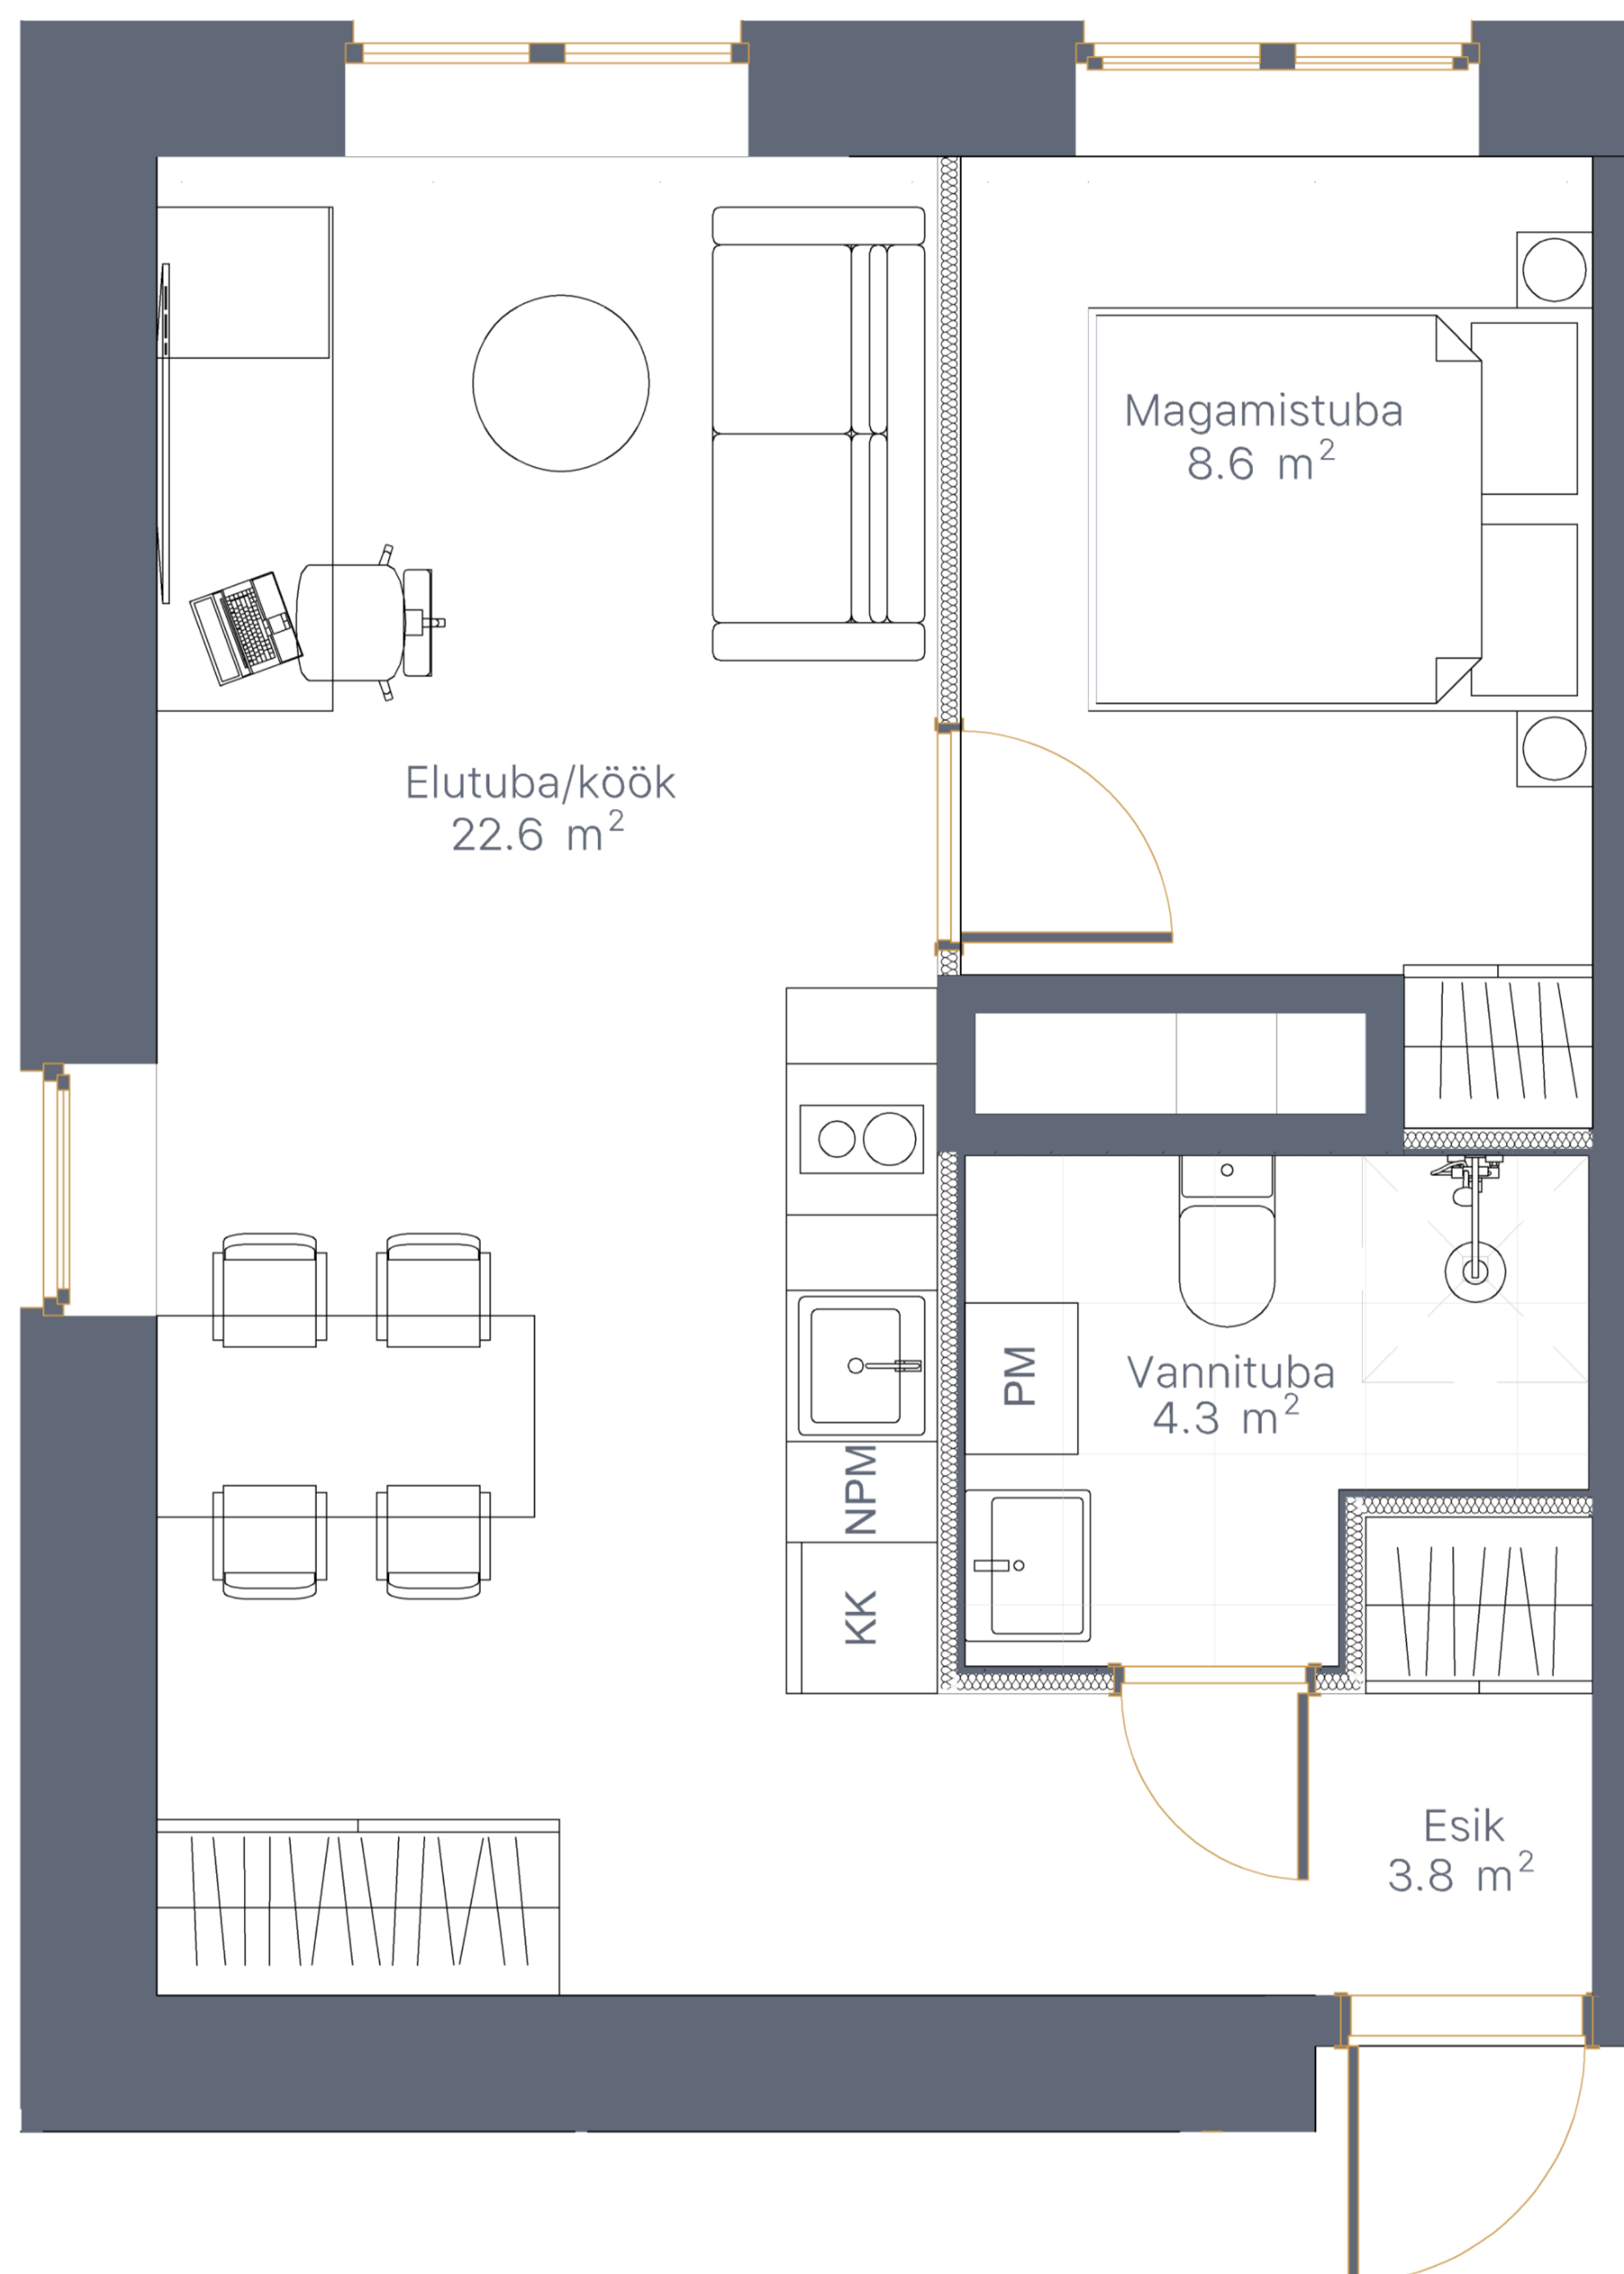 Magamistuba
8.6 m²
Elutuba/köök
22.6 m²
PM
Vannituba
4.3 m²
NPM
KK
Esik
3.8 m²